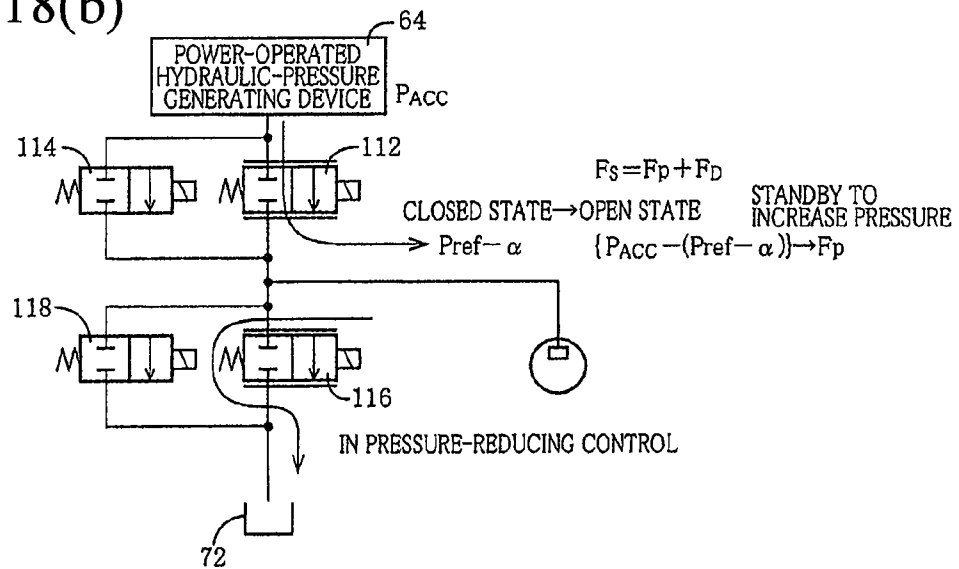 18(b)
64
POWER-OPERATED
HYDRAULIC-PRESSURE
GENERATING DEVICE
PACC
114
112
FS=FP+FD
CLOSED STATE→OPEN STATE
STANDBY TO
INCREASE PRESSURE
Pref-α
{PACC-(Pref-α)}→FP
118
116
IN PRESSURE-REDUCING CONTROL
72